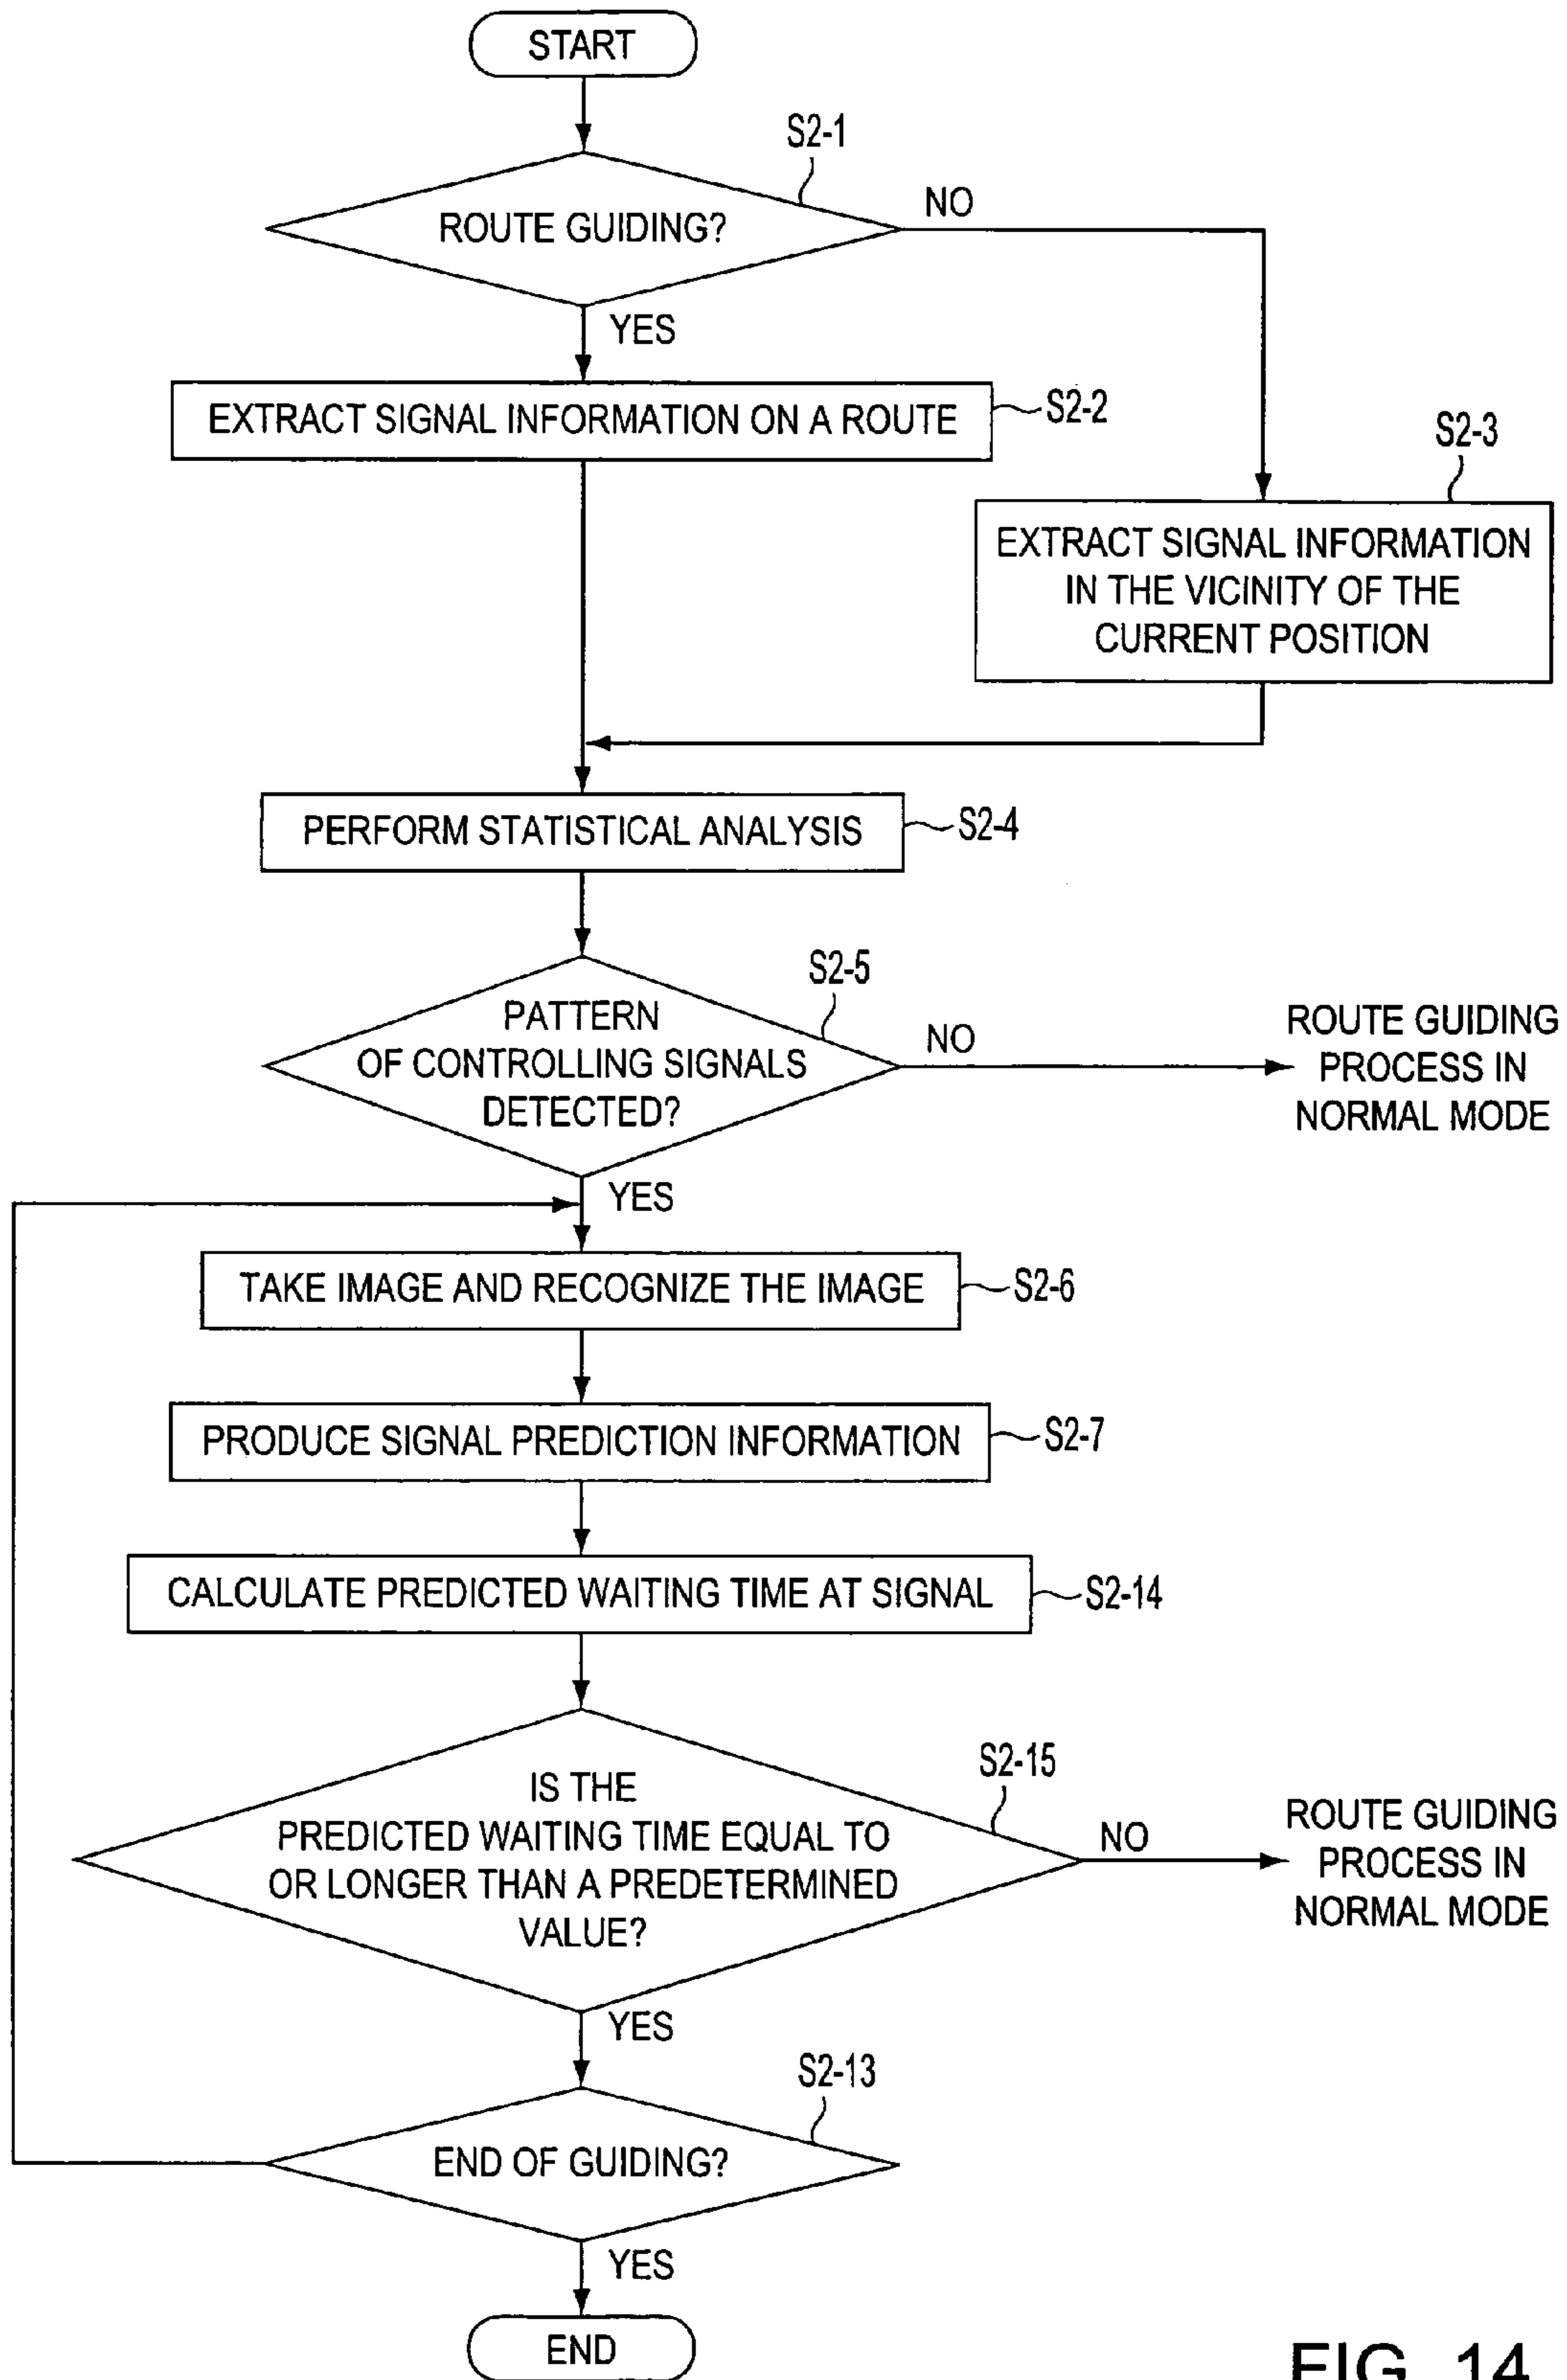 START
S2-1
ROUTE GUIDING?
NO
YES
EXTRACT SIGNAL INFORMATION ON A ROUTE
S2-2
S2-3
EXTRACT SIGNAL INFORMATION
IN THE VICINITY OF THE
CURRENT POSITION
PERFORM STATISTICAL ANALYSIS
S2-4
S2-5
PATTERN
OF CONTROLLING SIGNALS
DETECTED?
NO
ROUTE GUIDING
PROCESS IN
NORMAL MODE
YES
TAKE IMAGE AND RECOGNIZE THE IMAGE
S2-6
PRODUCE SIGNAL PREDICTION INFORMATION
S2-7
CALCULATE PREDICTED WAITING TIME AT SIGNAL
S2-14
S2-15
IS THE
PREDICTED WAITING TIME EQUAL TO
OR LONGER THAN A PREDETERMINED
VALUE?
NO
ROUTE GUIDING
PROCESS IN
NORMAL MODE
YES
S2-13
END OF GUIDING?
YES
END
FIG. 14